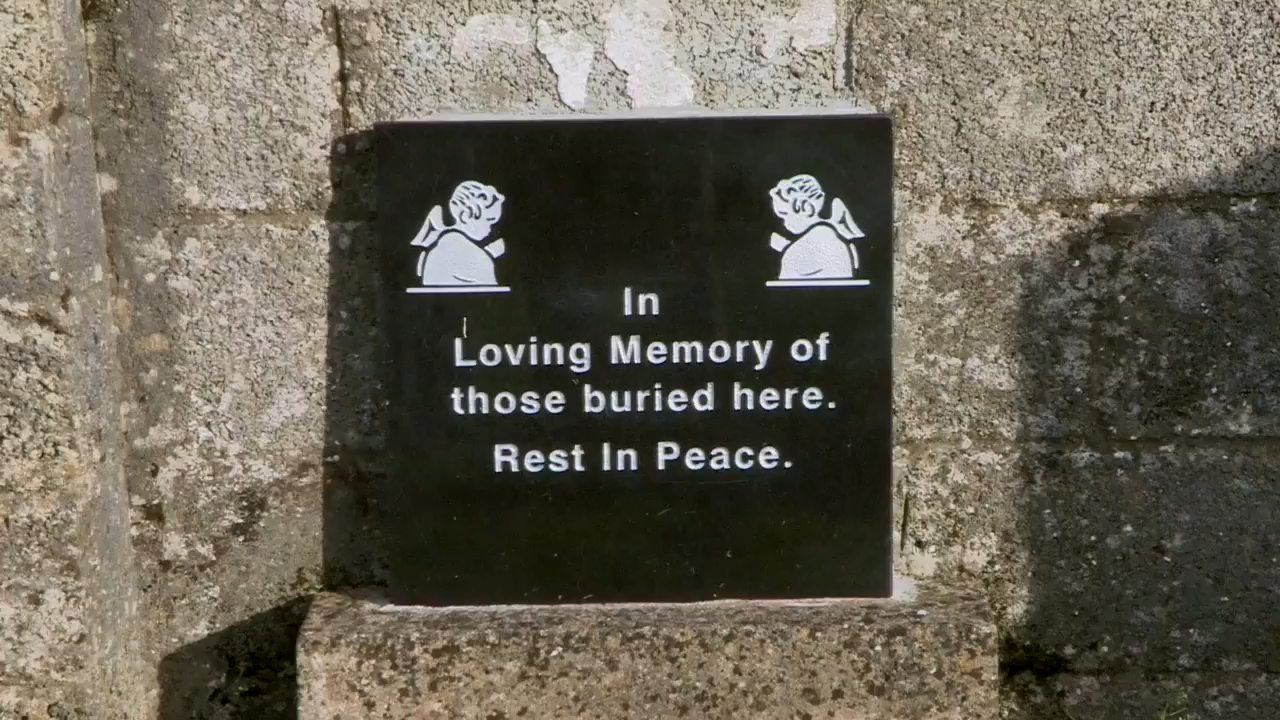 In
Loving Memory of
those buried here.
Rest In Peace.